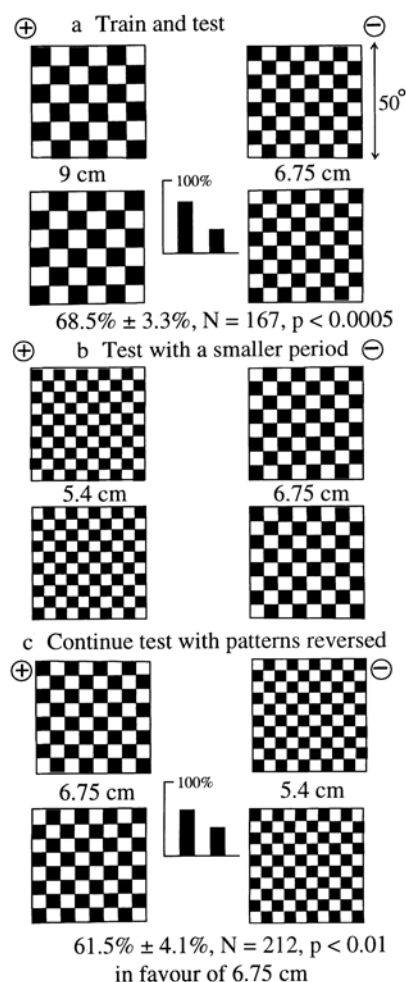 ⊕ a Train and test ⊖
50°
9 cm 6.75 cm
100%
68.5% ± 3.3%, N = 167, p < 0.0005
⊕ b Test with a smaller period ⊖
5.4 cm 6.75 cm
c Continue test with patterns reversed
⊕ ⊖
6.75 cm 5.4 cm
100%
61.5% ± 4.1%, N = 212, p < 0.01
in favour of 6.75 cm